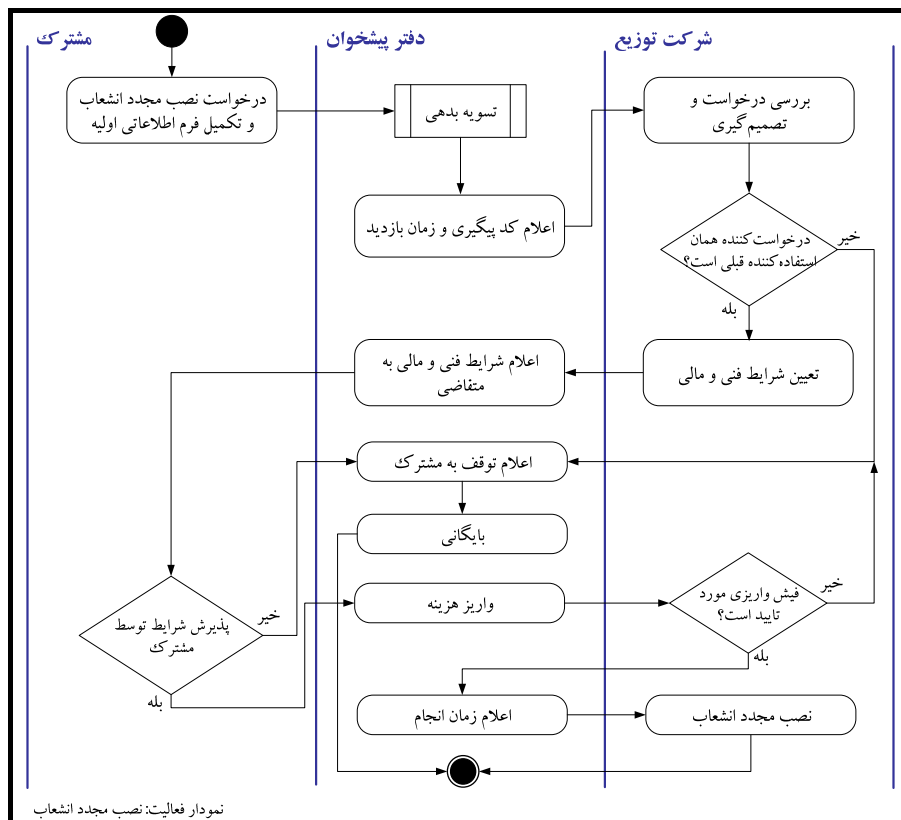 شرکت توزیع
دفتر پیشخوان
مشترک
درخواست نصب مجدد انشعاب
و تکمیل فرم اطلاعاتی اولیه
تسویه بدهی
بررسی درخواست و
تصمیم‌گیری
اعلام کد پیگیری و زمان بازدید
درخواست‌کننده همان
استفاده‌کننده قبلی است؟
خیر
بله
تعیین شرایط فنی و مالی
اعلام شرایط فنی و مالی به
متقاضی
اعلام توقف به مشترک
بایگانی
پذیرش شرایط توسط
مشترک
خیر
بله
واریز هزینه
فیش واریزی مورد
تایید است؟
خیر
بله
اعلام زمان انجام
نصب مجدد انشعاب
نمودار فعالیت: نصب مجدد انشعاب